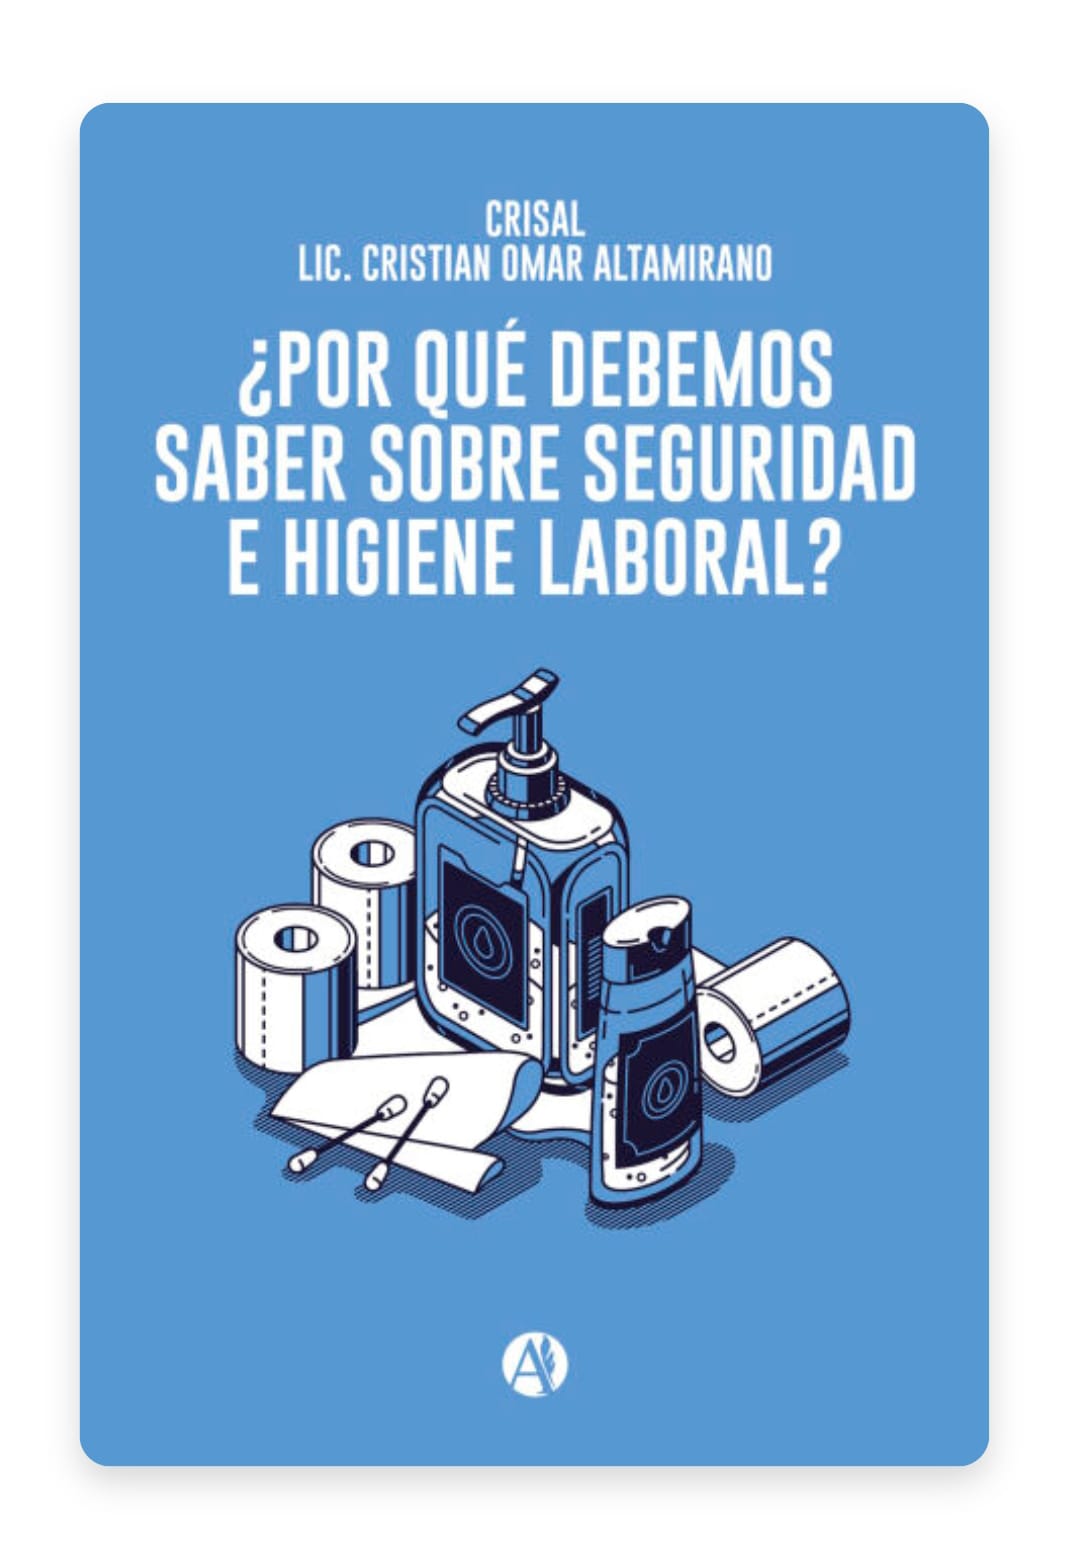 CRISAL
LIC. CRISTIAN OMAR ALTAMIRANO
¿POR QUÉ DEBEMOS
SABER SOBRE SEGURIDAD
E HIGIENE LABORAL?
A